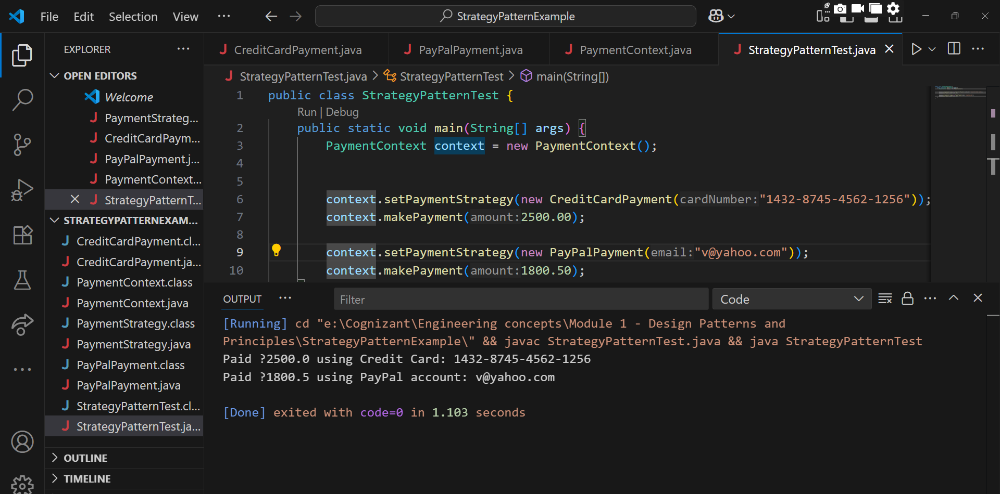 File Edit Selection View ··· StrategyPatternExample
EXPLORER ···
OPEN EDITORS
Welcome
PaymentStrateg...
CreditCardPaym...
PayPalPayment.j...
PaymentContext...
StrategyPatternT...
STRATEGYPATTERNEXAM...
CreditCardPayment.cl...
CreditCardPayment.ja...
PaymentContext.class
PaymentContext.java
PaymentStrategy.class
PaymentStrategy.java
PayPalPayment.class
PayPalPayment.java
StrategyPatternTest.cl...
StrategyPatternTest.ja...
OUTLINE
TIMELINE
CreditCardPayment.java PayPalPayment.java PaymentContext.java StrategyPatternTest.java
StrategyPatternTest.java > StrategyPatternTest > main(String[])
1 public class StrategyPatternTest {
Run | Debug
2 public static void main(String[] args) {
3 PaymentContext context = new PaymentContext();
4
5
6 context.setPaymentStrategy(new CreditCardPayment(cardNumber:"1432-8745-4562-1256"));
7 context.makePayment(amount:2500.00);
8
9 context.setPaymentStrategy(new PayPalPayment(email:"v@yahoo.com"));
10 context.makePayment(amount:1800.50);
OUTPUT ··· Filter Code
[Running] cd "e:\Cognizant\Engineering concepts\Module 1 - Design Patterns and
Principles\StrategyPatternExample\" && javac StrategyPatternTest.java && java StrategyPatternTest
Paid ?2500.0 using Credit Card: 1432-8745-4562-1256
Paid ?1800.5 using PayPal account: v@yahoo.com
[Done] exited with code=0 in 1.103 seconds